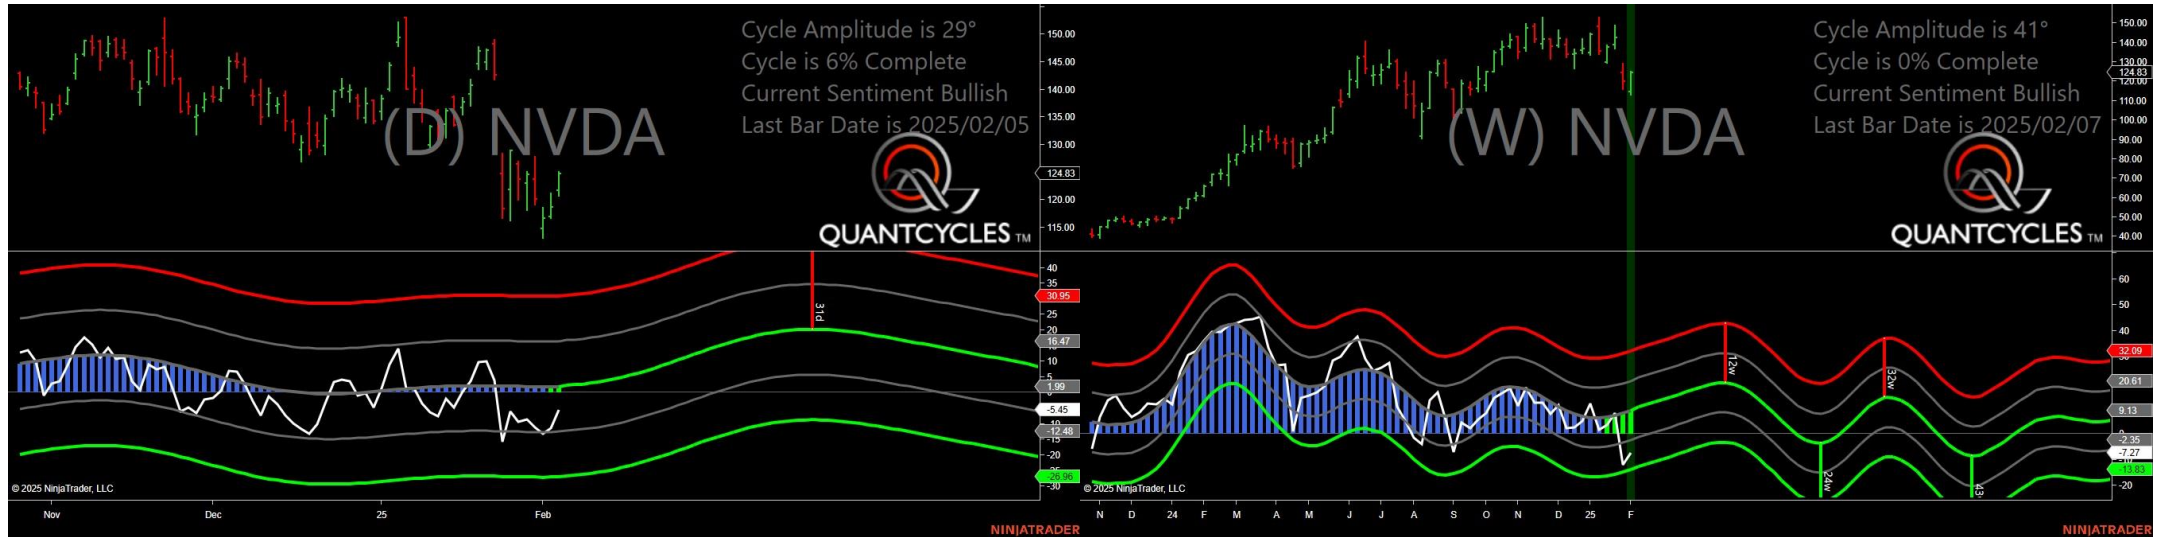 Cycle Amplitude is 29°
Cycle is 6% Complete
Current Sentiment Bullish
Last Bar Date is 2025/02/05
(D) NVDA
QUANTCYCLES TM
150.00
145.00
140.00
135.00
130.00
124.83
120.00
115.00
40
35
30.95
25
20
16.47
10
5
1.99
-5.45
-12.48
-20
-26.96
-30
31d
© 2025 NinjaTrader, LLC
Nov
Dec
25
Feb
NINJATRADER
Cycle Amplitude is 41°
Cycle is 0% Complete
Current Sentiment Bullish
Last Bar Date is 2025/02/07
(W) NVDA
QUANTCYCLES TM
150.00
140.00
130.00
124.83
110.00
100.00
90.00
80.00
70.00
60.00
50.00
40.00
60
50
40
32.09
20.61
9.13
-2.35
-7.27
-13.83
-20
12w
24w
32w
© 2025 NinjaTrader, LLC
N D 24 F M A M J J A S O N D 25 F
NINJATRADER